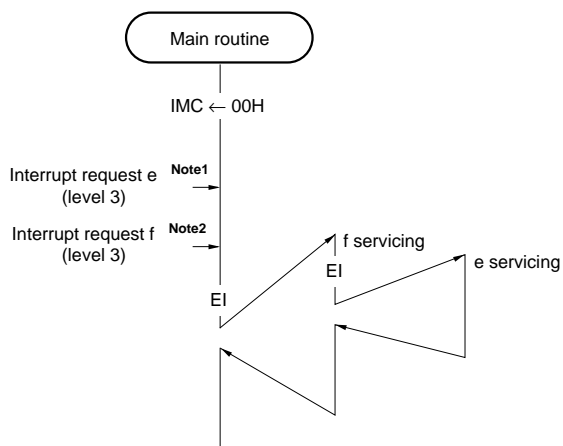 Main routine
IMC ← 00H
Interrupt request e Note1
(level 3)
Interrupt request f Note2
(level 3)
f servicing
EI
e servicing
EI